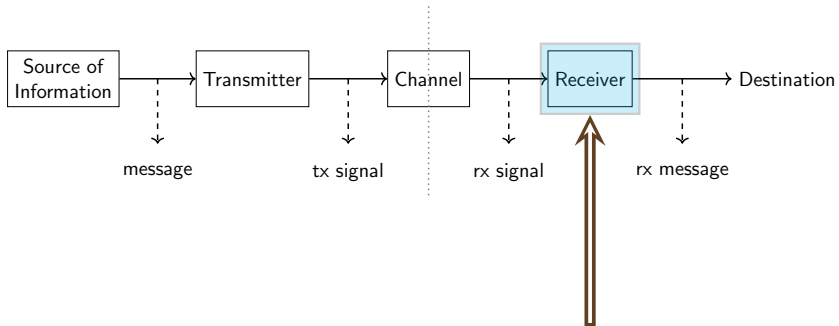 Source of
Information
Transmitter
Channel
Receiver
Destination
message
tx signal
rx signal
rx message